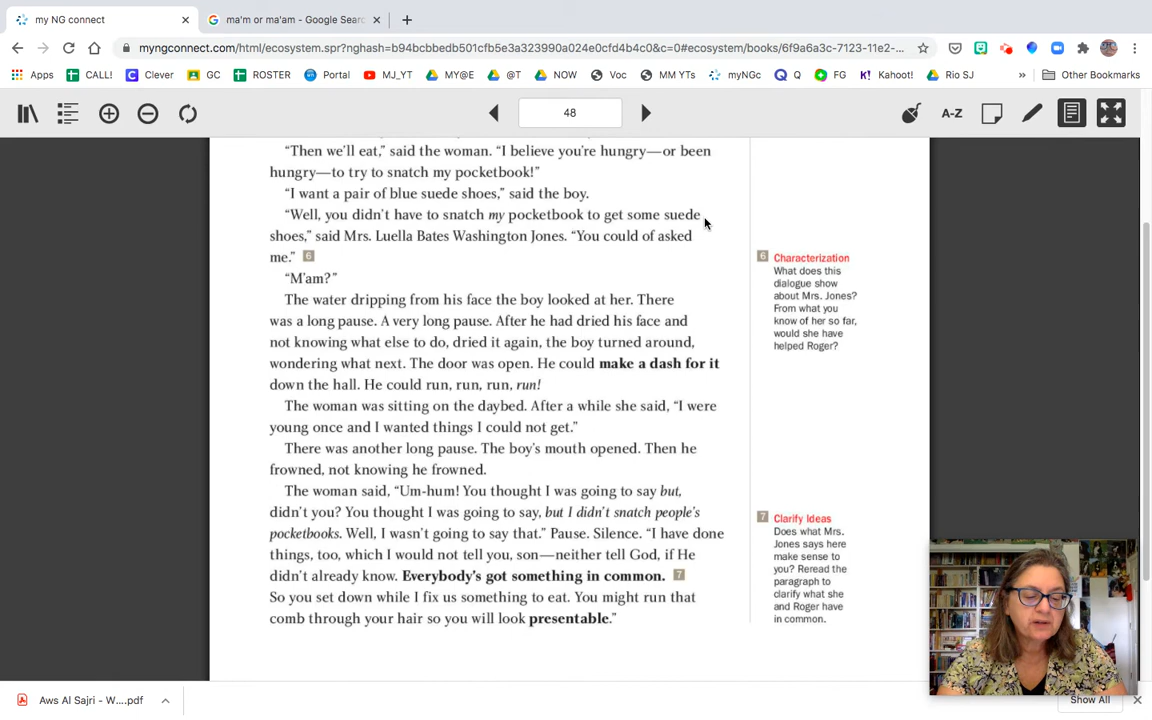 my NG connect
ma'm or ma'am - Google Searc
myngconnect.com/html/ecosystem.spr?nghash=b94bcbbedb501cfb5e3a323990a024e0cfd4b4c0&c=0#ecosystem/books/6f9a6a3c-7123-11e2-...
Apps CALL! Clever GC ROSTER Portal MJ_YT MY@E @T NOW Voc MM YTs myNGc Q FG Kahoot! Rio SJ » Other Bookmarks
48
A-Z
“Then we’ll eat,” said the woman. “I believe you’re hungry—or been
hungry—to try to snatch my pocketbook!”
“I want a pair of blue suede shoes,” said the boy.
“Well, you didn’t have to snatch my pocketbook to get some suede
shoes,” said Mrs. Luella Bates Washington Jones. “You could of asked
me.” 6
“M’am?”
The water dripping from his face the boy looked at her. There
was a long pause. A very long pause. After he had dried his face and
not knowing what else to do, dried it again, the boy turned around,
wondering what next. The door was open. He could make a dash for it
down the hall. He could run, run, run, run!
The woman was sitting on the daybed. After a while she said, “I were
young once and I wanted things I could not get.”
There was another long pause. The boy’s mouth opened. Then he
frowned, not knowing he frowned.
The woman said, “Um-hum! You thought I was going to say but,
didn’t you? You thought I was going to say, but I didn’t snatch people’s
pocketbooks. Well, I wasn’t going to say that.” Pause. Silence. “I have done
things, too, which I would not tell you, son—neither tell God, if He
didn’t already know. Everybody’s got something in common. 7
So you set down while I fix us something to eat. You might run that
comb through your hair so you will look presentable.”
6 Characterization
What does this
dialogue show
about Mrs. Jones?
From what you
know of her so far,
would she have
helped Roger?
7 Clarify Ideas
Does what Mrs.
Jones says here
make sense to
you? Reread the
paragraph to
clarify what she
and Roger have
in common.
Aws Al Sajri - W....pdf
Show All